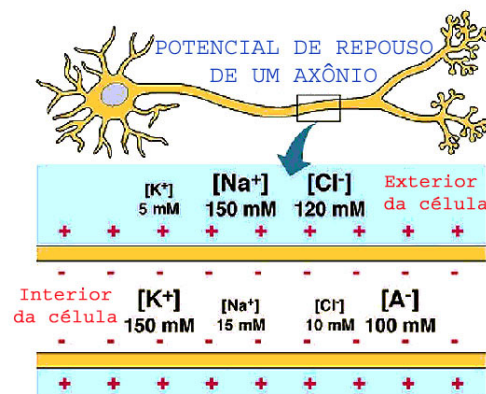 POTENCIAL DE REPOUSO
DE UM AXÔNIO
[K+] [Na+] [Cl-] Exterior
5 mM 150 mM 120 mM da célula
+ + + + + + + +
- - - - - - - -
Interior [K+] [Na+] [Cl-] [A-]
da célula 150 mM 15 mM 10 mM 100 mM
- - - - - - - -
+ + + + + + + +